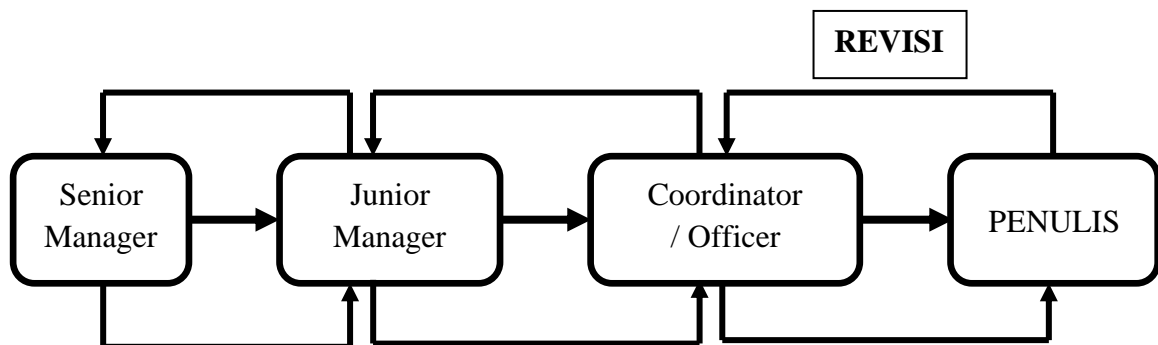 REVISI
Senior
Manager
Junior
Manager
Coordinator
/ Officer
PENULIS